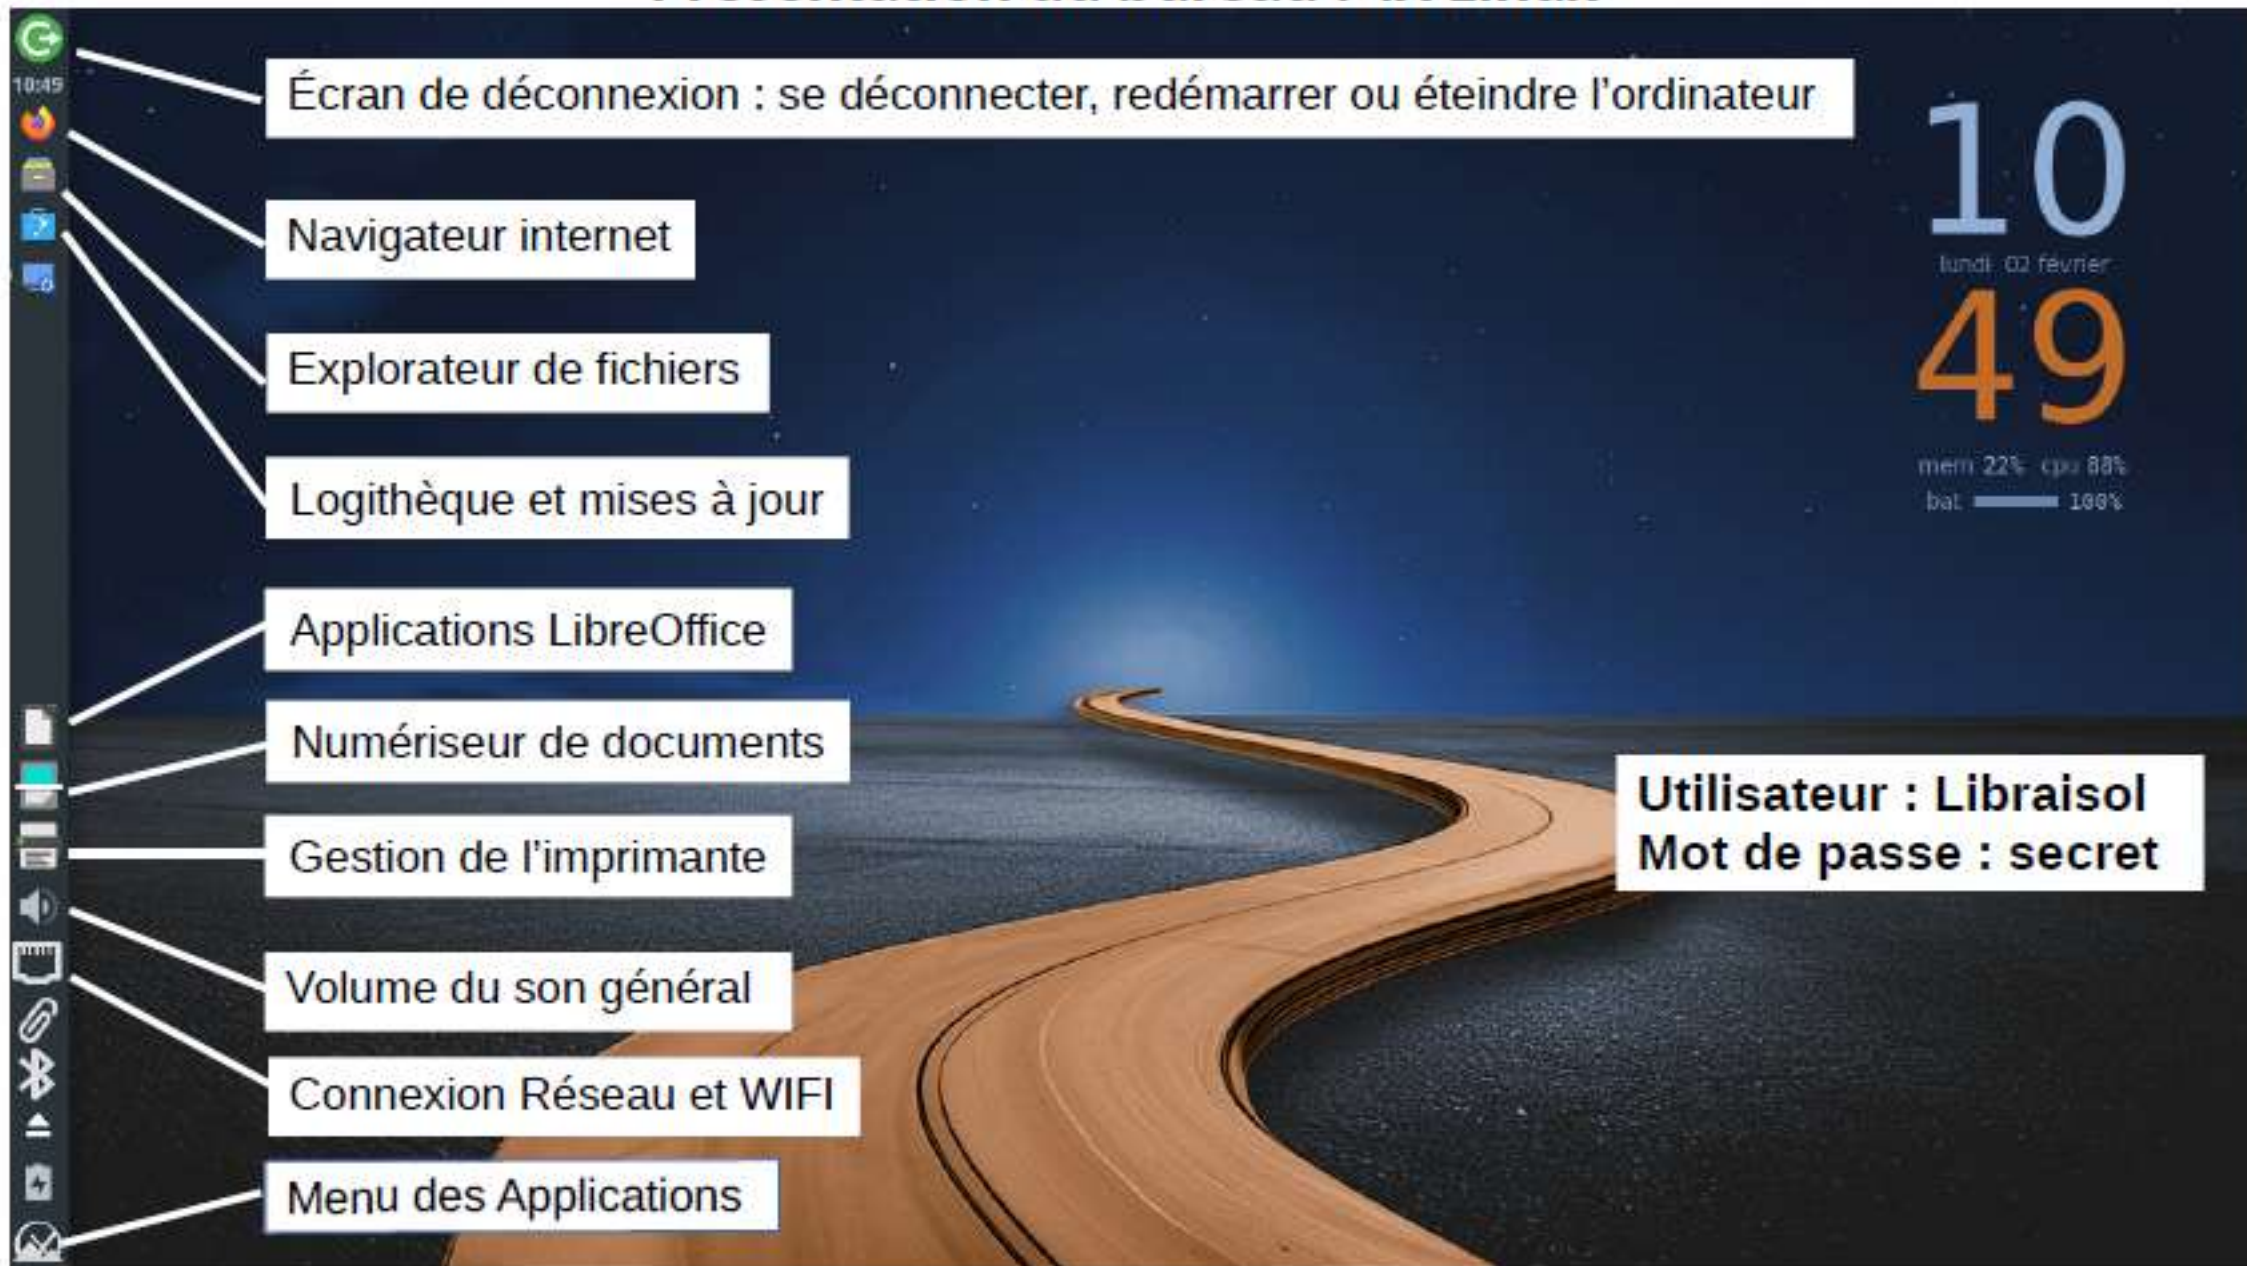 10:49
Écran de déconnexion : se déconnecter, redémarrer ou éteindre l’ordinateur
Navigateur internet
Explorateur de fichiers
Logithèque et mises à jour
Applications LibreOffice
Numériseur de documents
Gestion de l’imprimante
Volume du son général
Connexion Réseau et WIFI
Menu des Applications
10
lundi 02 février
49
mem 22% cpu 88%
bat 100%
Utilisateur : Libraisol
Mot de passe : secret